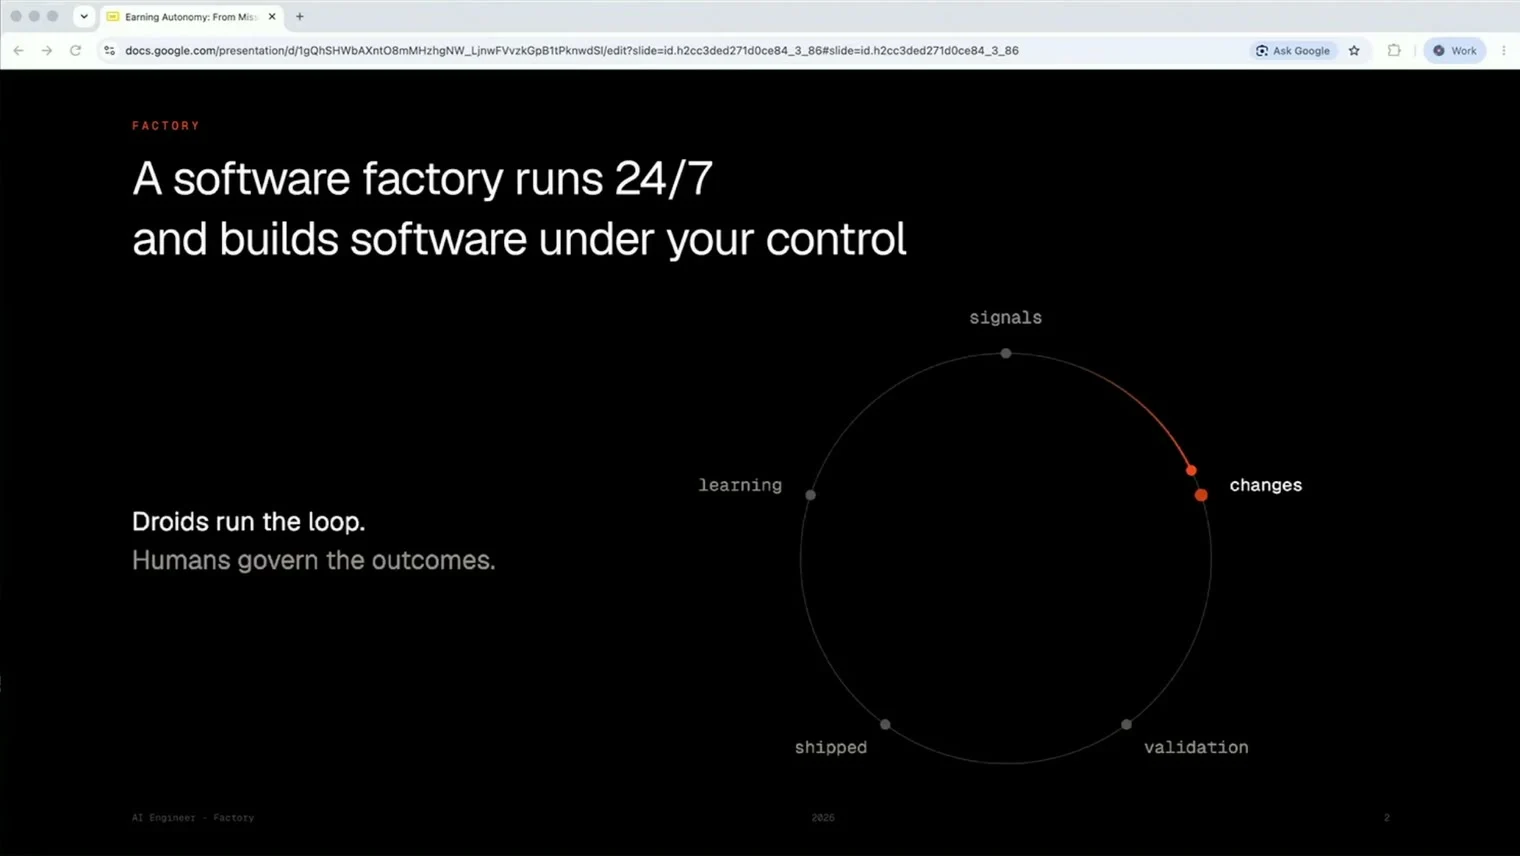 Earning Autonomy: From Miss
docs.google.com/presentation/d/1gQhSHWbAXntO8mMHzhgNW_LjnwFVvzkGpB1tPknwdSI/edit?slide=id.h2cc3ded271d0ce84_3_86#slide=id.h2cc3ded271d0ce84_3_86
Ask Google
Work
FACTORY
A software factory runs 24/7
and builds software under your control
signals
learning
changes
Droids run the loop.
Humans govern the outcomes.
shipped
validation
AI Engineer - Factory
2026
2